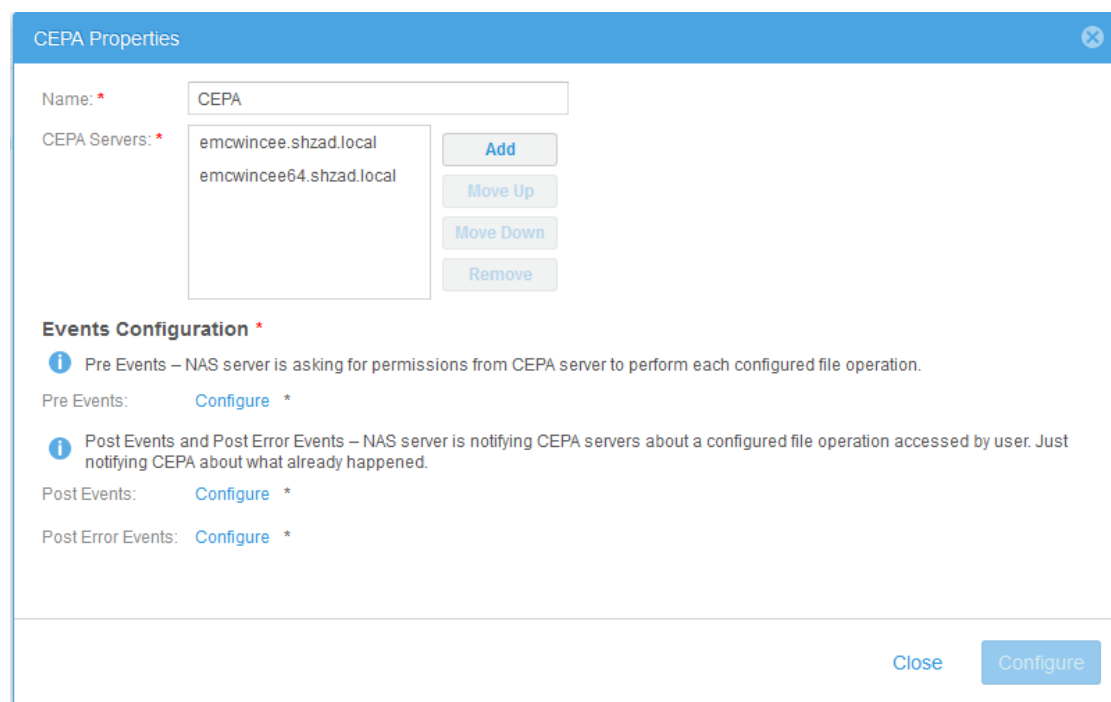 CEPA Properties
Name: * CEPA
CEPA Servers: * emcwincee.shzad.local
emcwincee64.shzad.local
Add
Move Up
Move Down
Remove
Events Configuration *
Pre Events – NAS server is asking for permissions from CEPA server to perform each configured file operation.
Pre Events: Configure *
Post Events and Post Error Events – NAS server is notifying CEPA servers about a configured file operation accessed by user. Just
notifying CEPA about what already happened.
Post Events: Configure *
Post Error Events: Configure *
Close Configure